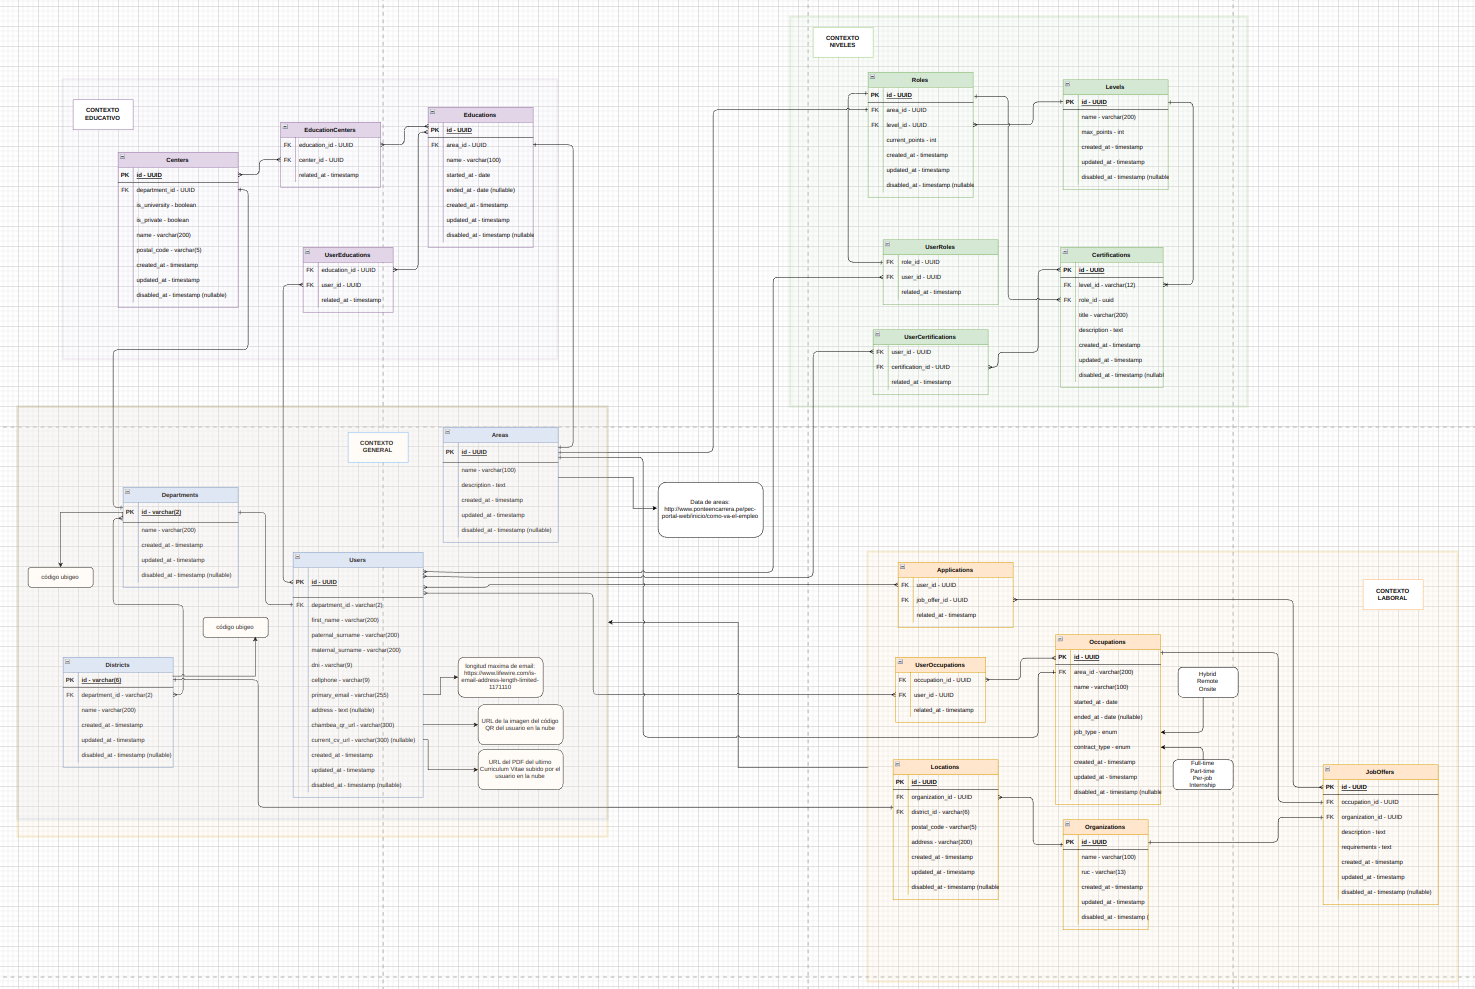 CONTEXTO
EDUCATIVO
Centers
PK id - UUID
FK department_id - UUID
is_university - boolean
is_private - boolean
name - varchar(200)
postal_code - varchar(5)
created_at - timestamp
updated_at - timestamp
disabled_at - timestamp (nullable)
EducationCenters
FK education_id - UUID
FK center_id - UUID
related_at - timestamp
Educations
PK id - UUID
FK area_id - UUID
name - varchar(100)
started_at - date
ended_at - date (nullable)
created_at - timestamp
updated_at - timestamp
disabled_at - timestamp (nullable
UserEducations
FK education_id - UUID
FK user_id - UUID
related_at - timestamp
CONTEXTO
NIVELES
Roles
PK id - UUID
FK area_id - UUID
FK level_id - UUID
current_points - int
created_at - timestamp
updated_at - timestamp
disabled_at - timestamp (nullable
Levels
PK id - UUID
name - varchar(200)
max_points - int
created_at - timestamp
updated_at - timestamp
disabled_at - timestamp (nullable
UserRoles
FK role_id - UUID
FK user_id - UUID
related_at - timestamp
Certifications
PK id - UUID
FK level_id - varchar(12)
FK role_id - uuid
title - varchar(200)
description - text
created_at - timestamp
updated_at - timestamp
disabled_at - timestamp (nullabl
UserCertifications
FK user_id - UUID
FK certification_id - UUID
related_at - timestamp
CONTEXTO
GENERAL
Areas
PK id - UUID
name - varchar(100)
description - text
created_at - timestamp
updated_at - timestamp
disabled_at - timestamp (nullable)
Data de areas:
http://www.ponteencarrera.pe/pec-
portal-web/inicio/como-va-el-empleo
Departments
PK id - varchar(2)
name - varchar(200)
created_at - timestamp
updated_at - timestamp
disabled_at - timestamp (nullable)
código ubigeo
código ubigeo
Districts
PK id - varchar(6)
FK department_id - varchar(2)
name - varchar(200)
created_at - timestamp
updated_at - timestamp
disabled_at - timestamp (nullable)
Users
PK id - UUID
FK department_id - varchar(2)
first_name - varchar(200)
paternal_surname - varchar(200)
maternal_surname - varchar(200)
dni - varchar(9)
cellphone - varchar(9)
primary_email - varchar(255)
address - text (nullable)
chambea_qr_url - varchar(300)
current_cv_url - varchar(300) (nullable)
created_at - timestamp
updated_at - timestamp
disabled_at - timestamp (nullable)
longitud maxima de email:
https://www.lifewire.com/is-
email-address-length-limited-
1171110
URL de la imagen del código
QR del usuario en la nube
URL del PDF del ultimo
Curriculum Vitae subido por el
usuario en la nube
CONTEXTO
LABORAL
Applications
FK user_id - UUID
FK job_offer_id - UUID
related_at - timestamp
UserOccupations
FK occupation_id - UUID
FK user_id - UUID
related_at - timestamp
Occupations
PK id - UUID
FK area_id - varchar(200)
name - varchar(100)
started_at - date
ended_at - date (nullable)
job_type - enum
contract_type - enum
created_at - timestamp
updated_at - timestamp
disabled_at - timestamp (nullable
Hybrid
Remote
Onsite
Full-time
Part-time
Per-job
Internship
Locations
PK id - UUID
FK organization_id - UUID
FK district_id - varchar(6)
postal_code - varchar(5)
address - varchar(200)
created_at - timestamp
updated_at - timestamp
disabled_at - timestamp (nullable
Organizations
PK id - UUID
name - varchar(100)
ruc - varchar(13)
created_at - timestamp
updated_at - timestamp
disabled_at - timestamp (
JobOffers
PK id - UUID
FK occupation_id - UUID
FK organization_id - UUID
description - text
requirements - text
created_at - timestamp
updated_at - timestamp
disabled_at - timestamp (nullable)